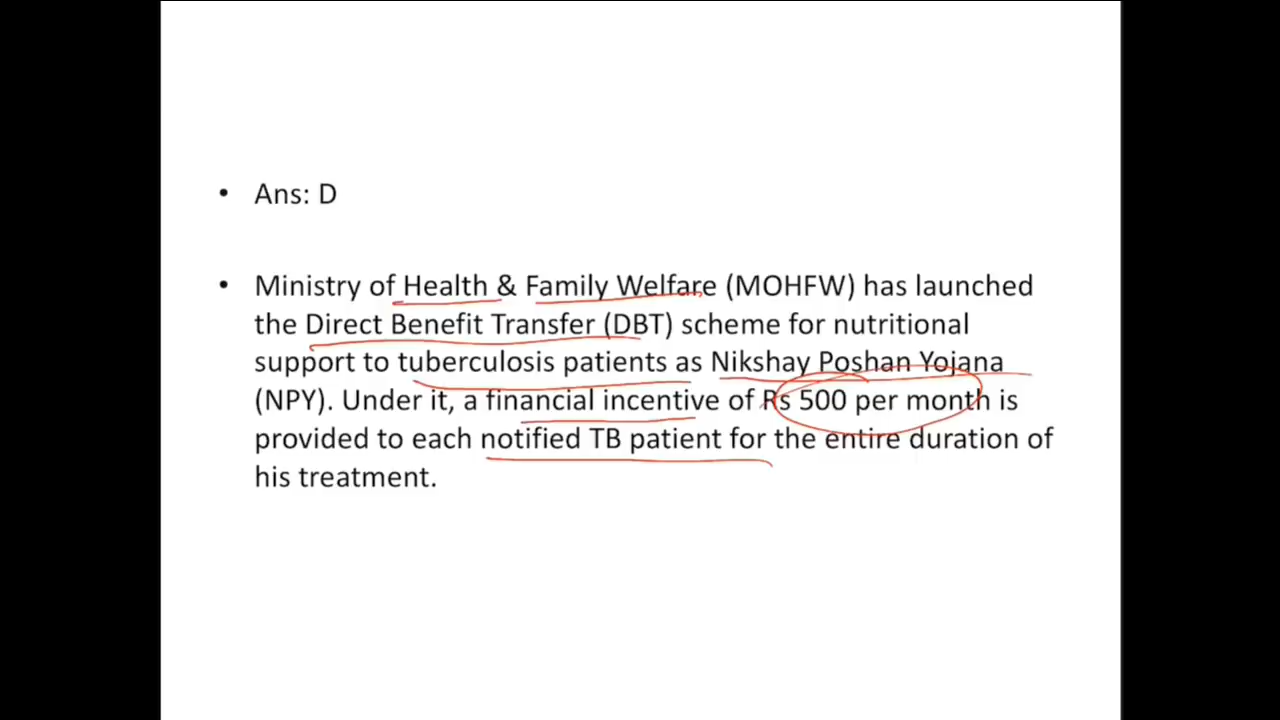 • Ans: D
• Ministry of Health & Family Welfare (MOHFW) has launched
the Direct Benefit Transfer (DBT) scheme for nutritional
support to tuberculosis patients as Nikshay Poshan Yojana
(NPY). Under it, a financial incentive of Rs 500 per month is
provided to each notified TB patient for the entire duration of
his treatment.